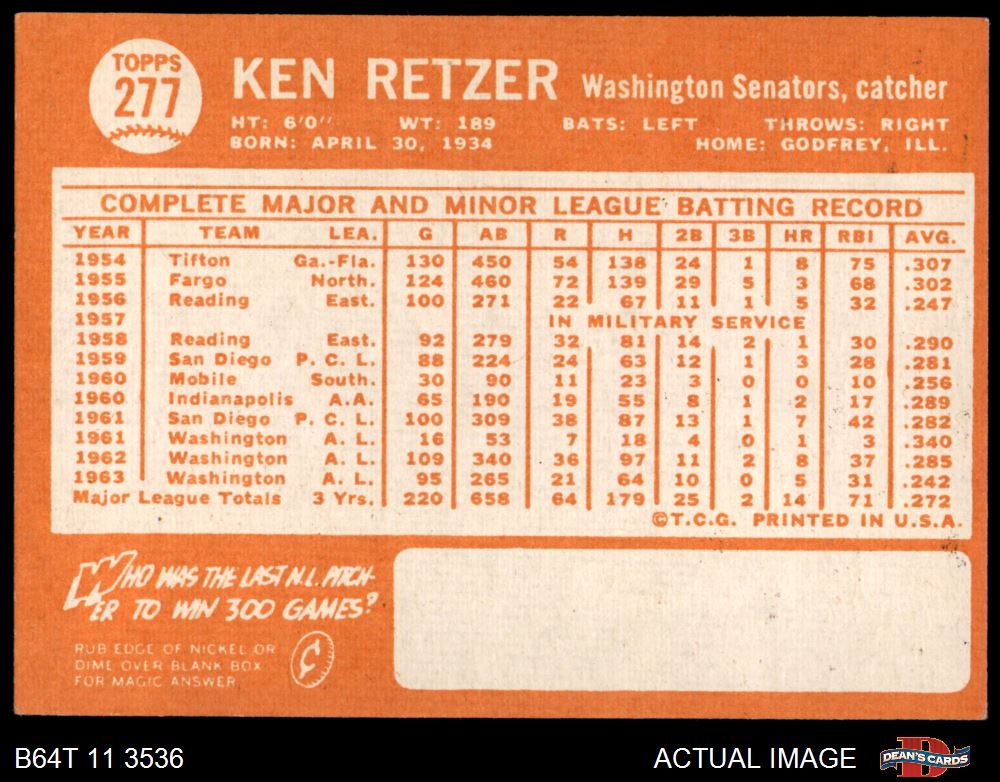 TOPPS
277
KEN RETZER Washington Senators, catcher
HT: 6'0'' WT: 189 BATS: LEFT THROWS: RIGHT
BORN: APRIL 30, 1934 HOME: GODFREY, ILL.
COMPLETE MAJOR AND MINOR LEAGUE BATTING RECORD
YEAR TEAM LEA. G AB R H 2B 3B HR RBI AVG.
1954 Tifton Ga.-Fla. 130 450 54 138 24 1 8 75 .307
1955 Fargo North. 124 460 72 139 29 5 3 68 .302
1956 Reading East. 100 271 22 67 11 1 5 32 .247
1957 IN MILITARY SERVICE
1958 Reading East. 92 279 32 81 14 2 1 30 .290
1959 San Diego P. C. L. 88 224 24 63 12 1 3 28 .281
1960 Mobile South. 30 90 11 23 3 0 0 10 .256
1960 Indianapolis A.A. 65 190 19 55 8 1 2 17 .289
1961 San Diego P. C. L. 100 309 38 87 13 1 7 42 .282
1961 Washington A. L. 16 53 7 18 4 0 1 3 .340
1962 Washington A. L. 109 340 36 97 11 2 8 37 .285
1963 Washington A. L. 95 265 21 64 10 0 5 31 .242
Major League Totals 3 Yrs. 220 658 64 179 25 2 14 71 .272
©T.C.G. PRINTED IN U.S.A.
WHO WAS THE LAST N.L. PITCH-
ER TO WIN 300 GAMES?
RUB EDGE OF NICKEL OR
DIME OVER BLANK BOX
FOR MAGIC ANSWER
¢
B64T 11 3536 ACTUAL IMAGE DEAN'S CARDS